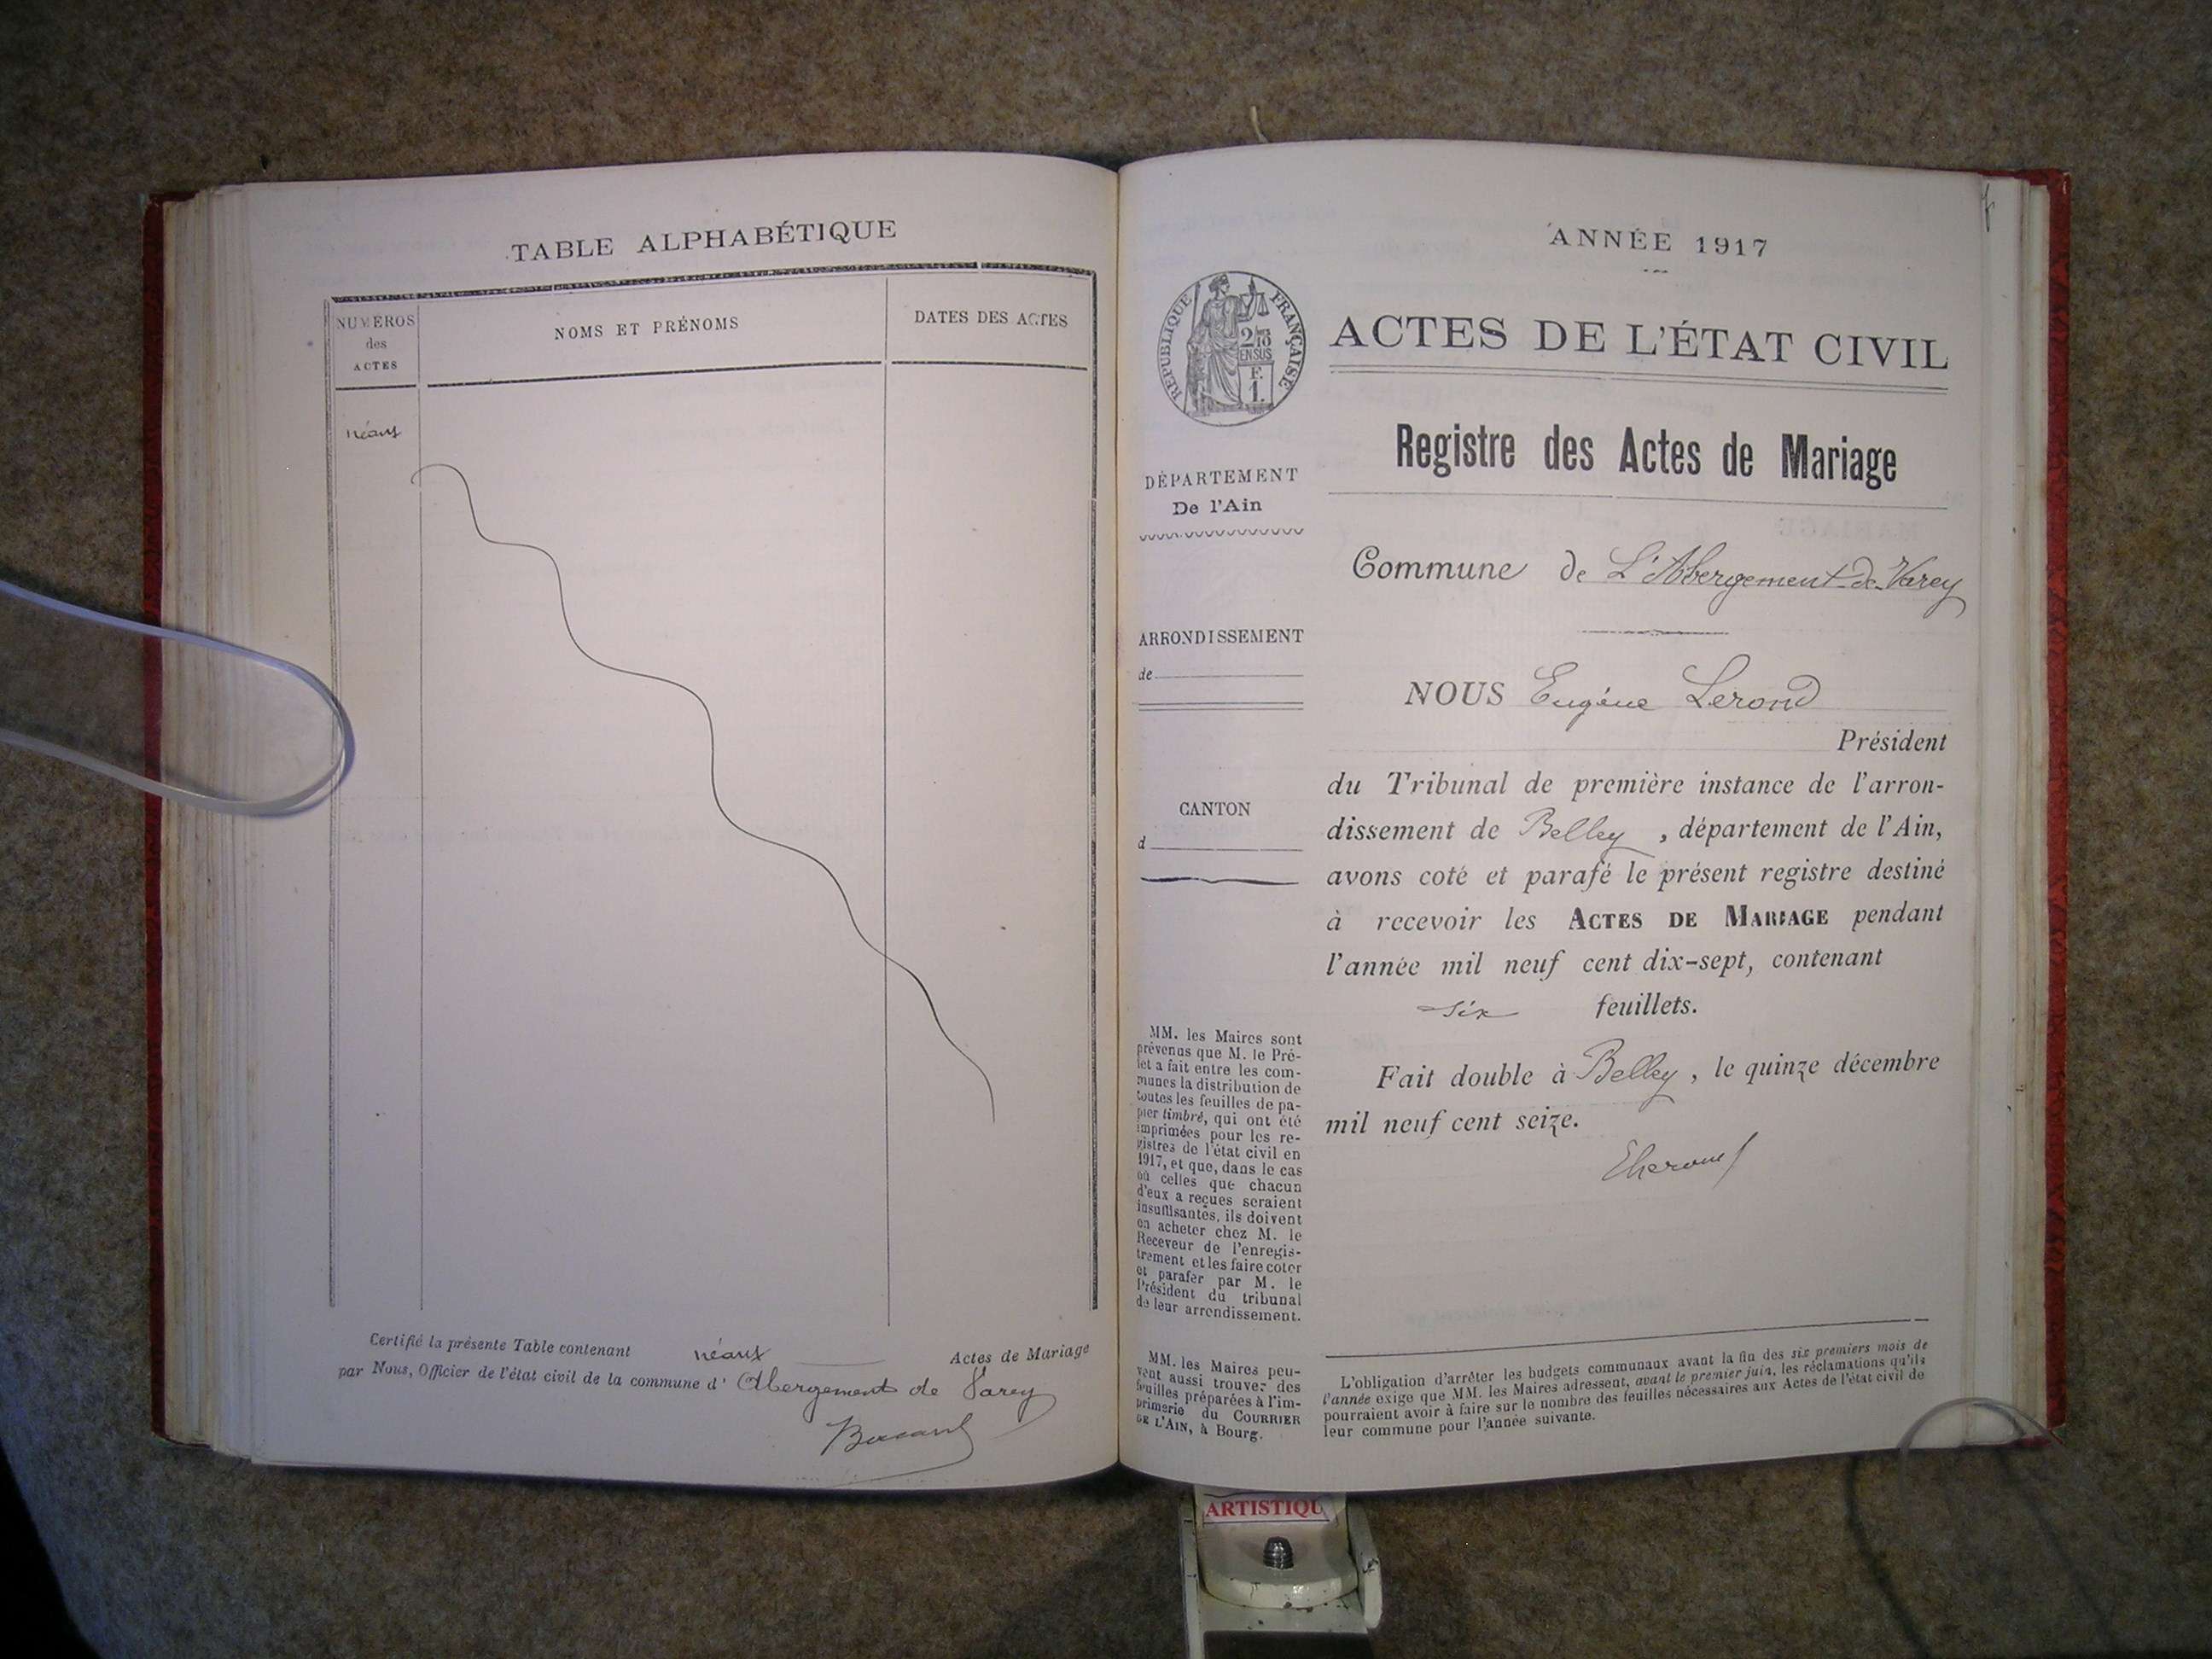 TABLE ALPHABÉTIQUE
NUMÉROS
des
ACTES
NOMS ET PRÉNOMS
DATES DES ACTES
néant
Certifié la présente Table contenant néant Actes de Mariage
par Nous, Officier de l'état civil de la commune d' Abergement de Varey
ANNÉE 1917
RÉPUBLIQUE FRANÇAISE
2/10
EN SUS
F.
1.
ACTES DE L'ÉTAT CIVIL
Registre des Actes de Mariage
DÉPARTEMENT
De l'Ain
Commune de L'Abergement-de-Varey
ARRONDISSEMENT
de
NOUS Eugène Lerond
Président
du Tribunal de première instance de l'arron-
dissement de Belley, département de l'Ain,
avons coté et parafé le présent registre destiné
à recevoir les ACTES DE MARIAGE pendant
l'année mil neuf cent dix-sept, contenant
six feuillets.
Fait double à Belley, le quinze décembre
mil neuf cent seize.
CANTON
d
MM. les Maires sont
prévenus que M. le Pré-
fet a fait entre les com-
munes la distribution de
toutes les feuilles de pa-
pier timbré, qui ont été
imprimées pour les re-
gistres de l'état civil en
1917, et que, dans le cas
où celles que chacun
d'eux a reçues seraient
insuffisantes, ils doivent
en acheter chez M. le
Receveur de l'enregis-
trement et les faire coter
et parafer par M. le
Président du tribunal
de leur arrondissement.
MM. les Maires peu-
vent aussi trouver des
feuilles préparées à l'im-
primerie du COURRIER
DE L'AIN, à Bourg.
L'obligation d'arrêter les budgets communaux avant la fin des six premiers mois de
l'année exige que MM. les Maires adressent, avant le premier juin, les réclamations qu'ils
pourraient avoir à faire sur le nombre des feuilles nécessaires aux Actes de l'état civil de
leur commune pour l'année suivante.
ARTISTIQU